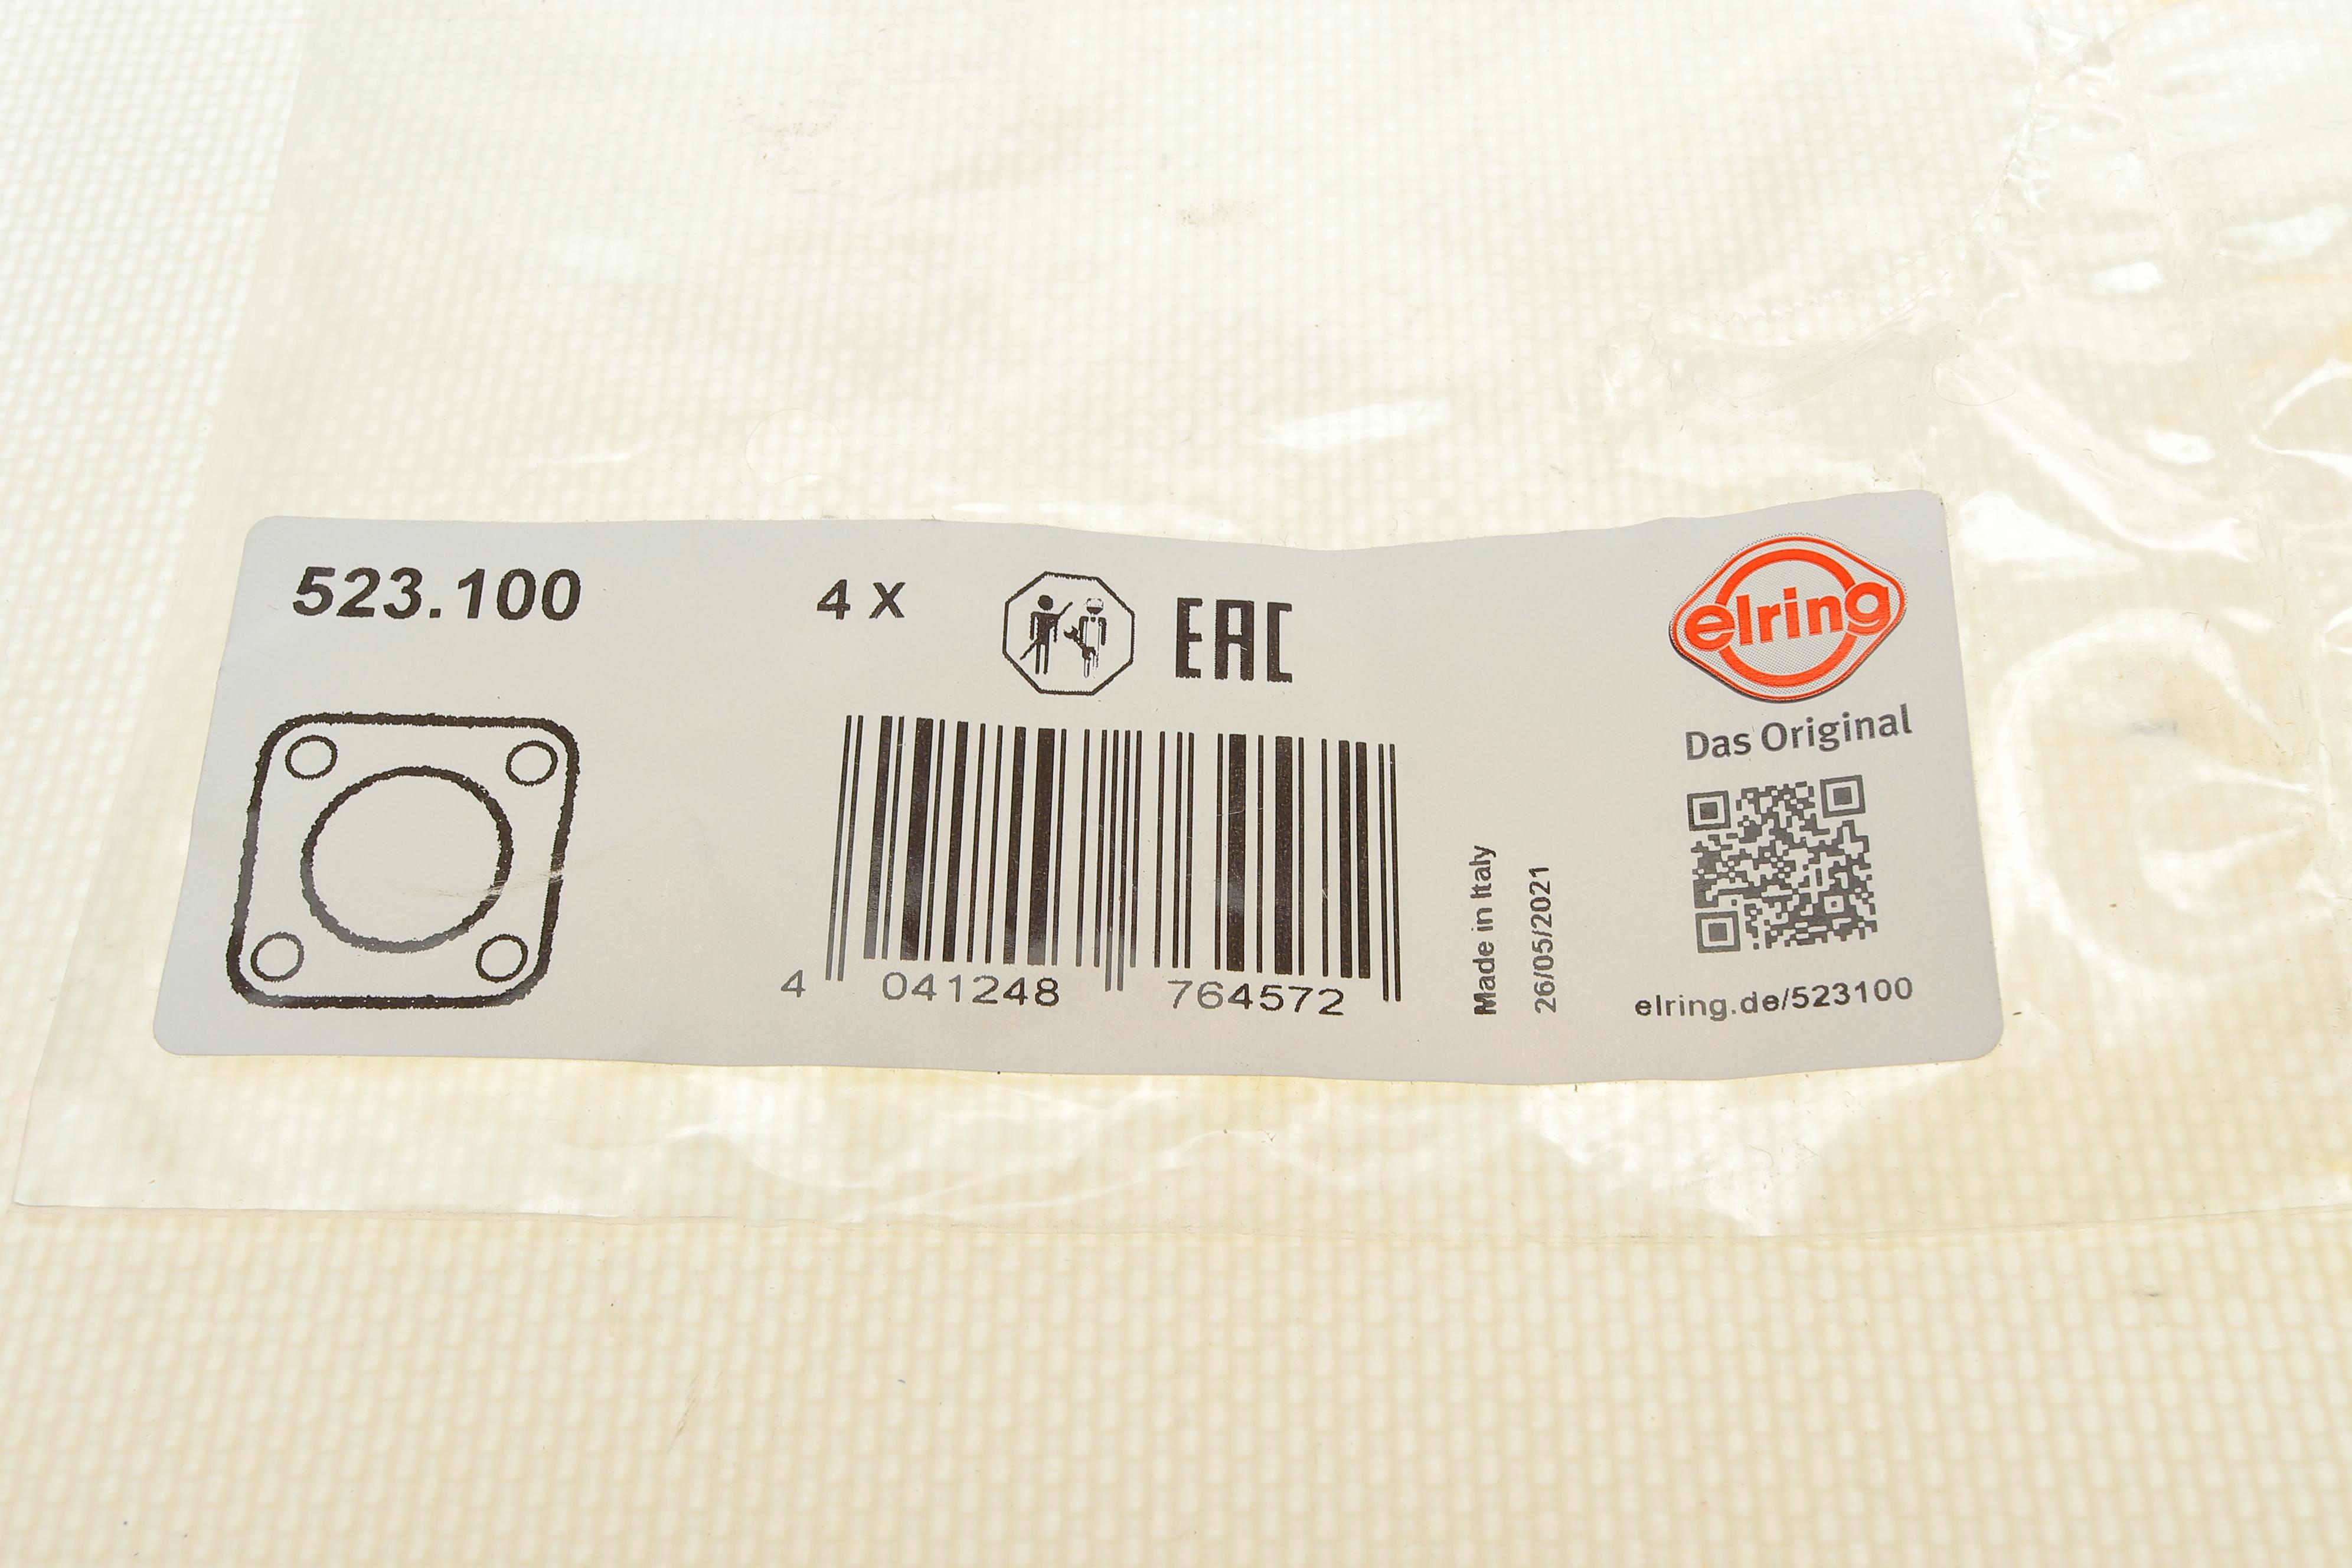 523.100
4 X
EAC
elring
Das Original
4 041248 764572
Made in Italy
26/05/2021
elring.de/523100